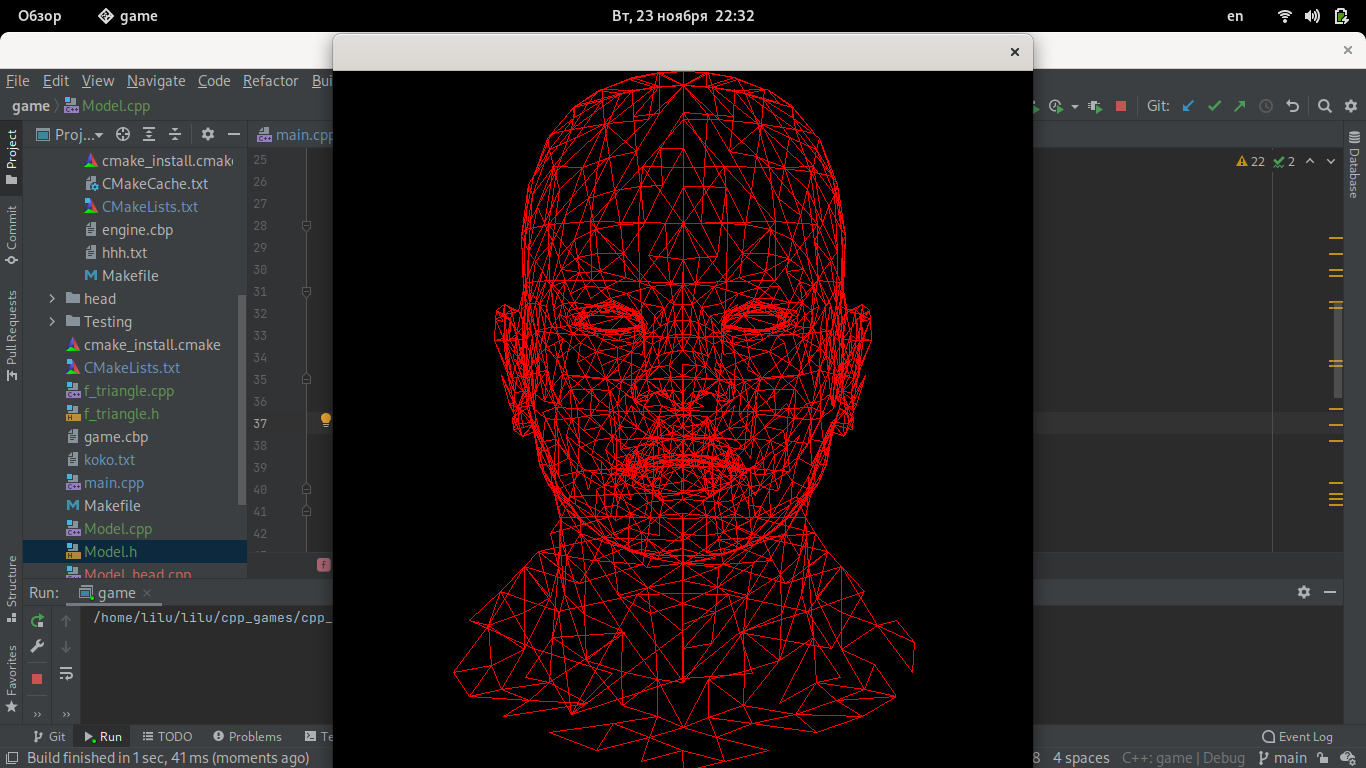 Обзор game Вт, 23 ноября 22:32 en
File Edit View Navigate Code Refactor Bui
game Model.cpp Git:
Proj... main.cpp
Project
Commit
Pull Requests
Structure
Favorites
Database
cmake_install.cmake
CMakeCache.txt
CMakeLists.txt
engine.cbp
hhh.txt
Makefile
head
Testing
cmake_install.cmake
CMakeLists.txt
f_triangle.cpp
f_triangle.h
game.cbp
koko.txt
main.cpp
Makefile
Model.cpp
Model.h
Model_head.cpp
25
26
27
28
29
30
31
32
33
34
35
36
37
38
39
40
41
42
22 2
Run: game
/home/lilu/lilu/cpp_games/cpp_
Git Run TODO Problems Te Event Log
Build finished in 1 sec, 41 ms (moments ago) 8 4 spaces C++: game | Debug main